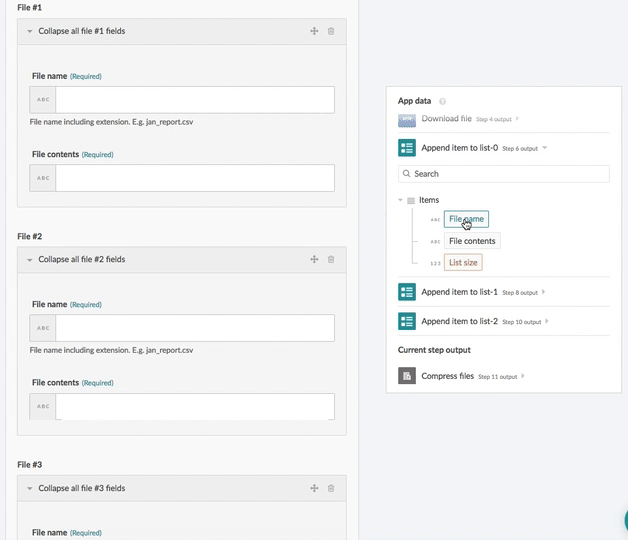 File #1
Collapse all file #1 fields
File name (Required)
ABC
File name including extension. E.g. jan_report.csv
File contents (Required)
ABC
File #2
Collapse all file #2 fields
File name (Required)
ABC
File name including extension. E.g. jan_report.csv
File contents (Required)
ABC
File #3
Collapse all file #3 fields
File name (Required)
App data ?
Download file Step 4 output
Append item to list-0 Step 6 output
Search
Items
ABC File name
ABC File contents
123 List size
Append item to list-1 Step 8 output
Append item to list-2 Step 10 output
Current step output
Compress files Step 11 output